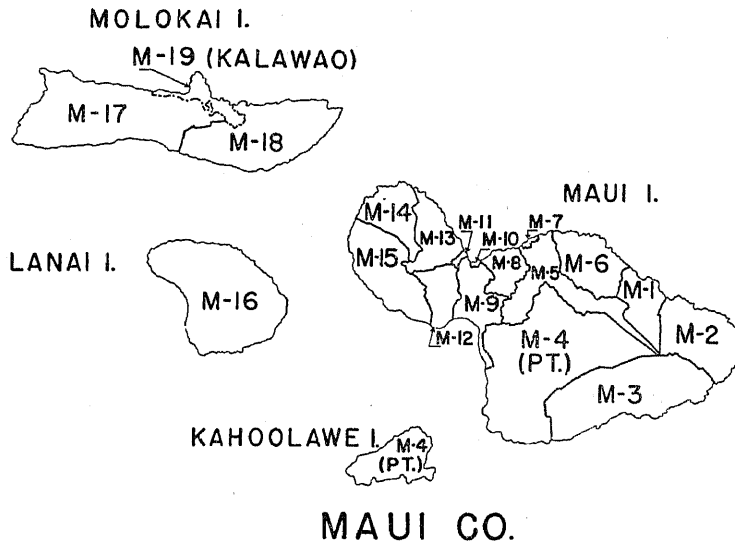 MOLOKAI I.
M-19 (KALAWAO)
M-17
M-18
MAUI I.
M-14
M-11
M-7
M-13
M-10
M-15
M-8
M-6
M-5
LANAI I.
M-1
M-16
M-9
M-2
M-12
M-4
(PT.)
M-3
KAHOOLAWE I.
M-4
(PT.)
MAUI CO.